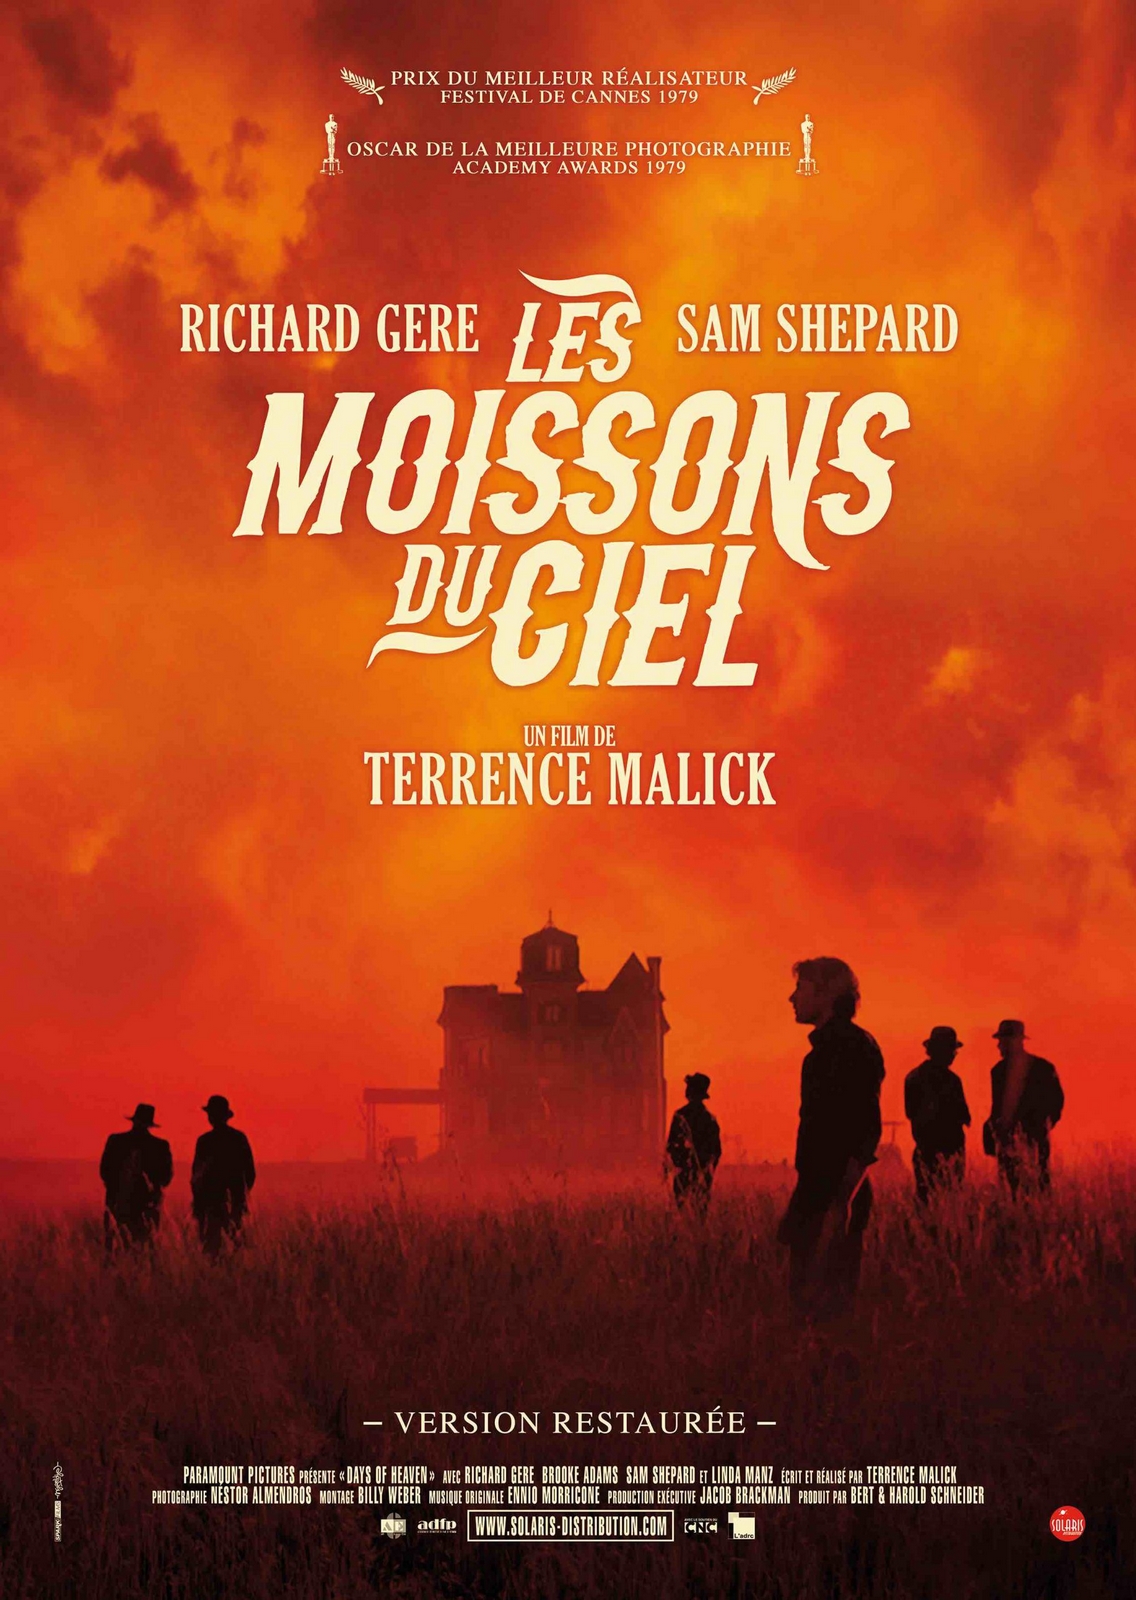 PRIX DU MEILLEUR RÉALISATEUR
FESTIVAL DE CANNES 1979
OSCAR DE LA MEILLEURE PHOTOGRAPHIE
ACADEMY AWARDS 1979
RICHARD GERE
SAM SHEPARD
LES
MOISSONS
DU CIEL
UN FILM DE
TERRENCE MALICK
– VERSION RESTAURÉE –
PARAMOUNT PICTURES PRÉSENTE «DAYS OF HEAVEN» AVEC RICHARD GERE BROOKE ADAMS SAM SHEPARD ET LINDA MANZ ÉCRIT ET RÉALISÉ PAR TERRENCE MALICK
PHOTOGRAPHIE NESTOR ALMENDROS MONTAGE BILLY WEBER MUSIQUE ORIGINALE ENNIO MORRICONE PRODUCTION EXÉCUTIVE JACOB BRACKMAN PRODUIT PAR BERT & HAROLD SCHNEIDER
adfp
WWW.SOLARIS-DISTRIBUTION.COM
CNC
L'adrc
SOLARIS